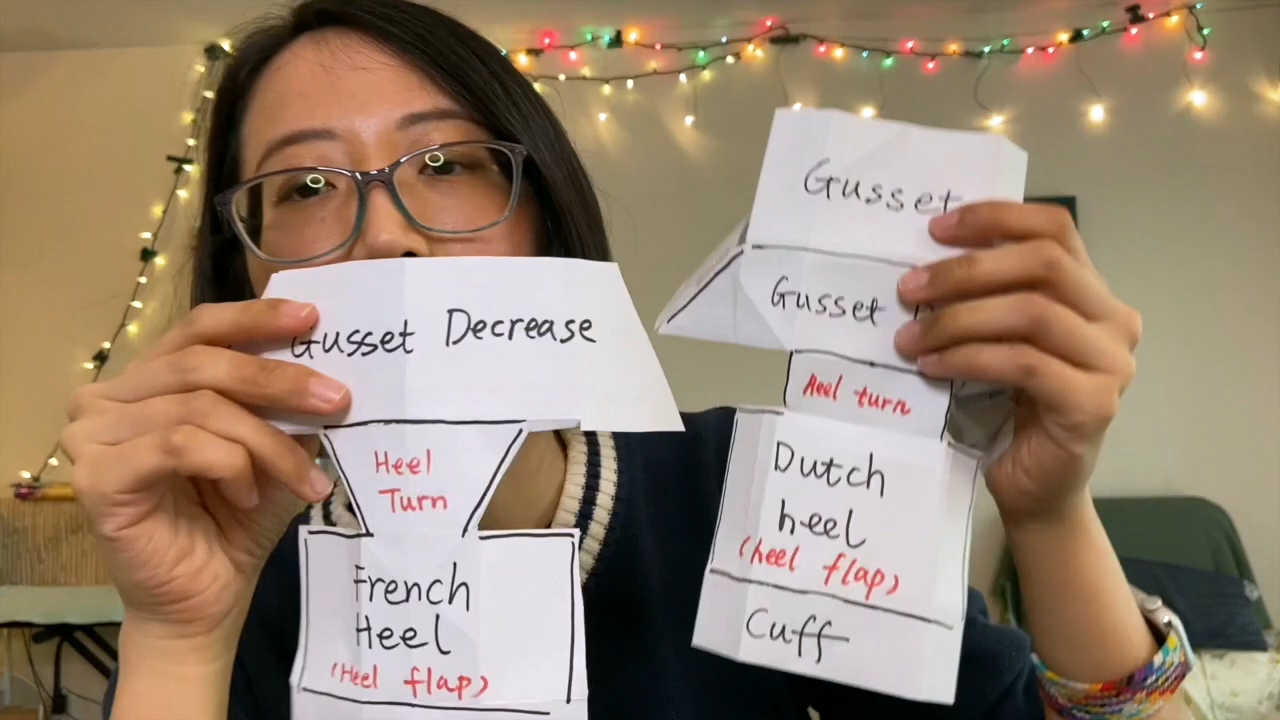 Gusset Decrease
Heel
Turn
French
Heel
(Heel flap)
Gusset
Gusset
Heel turn
Dutch
heel
(heel flap)
Cuff